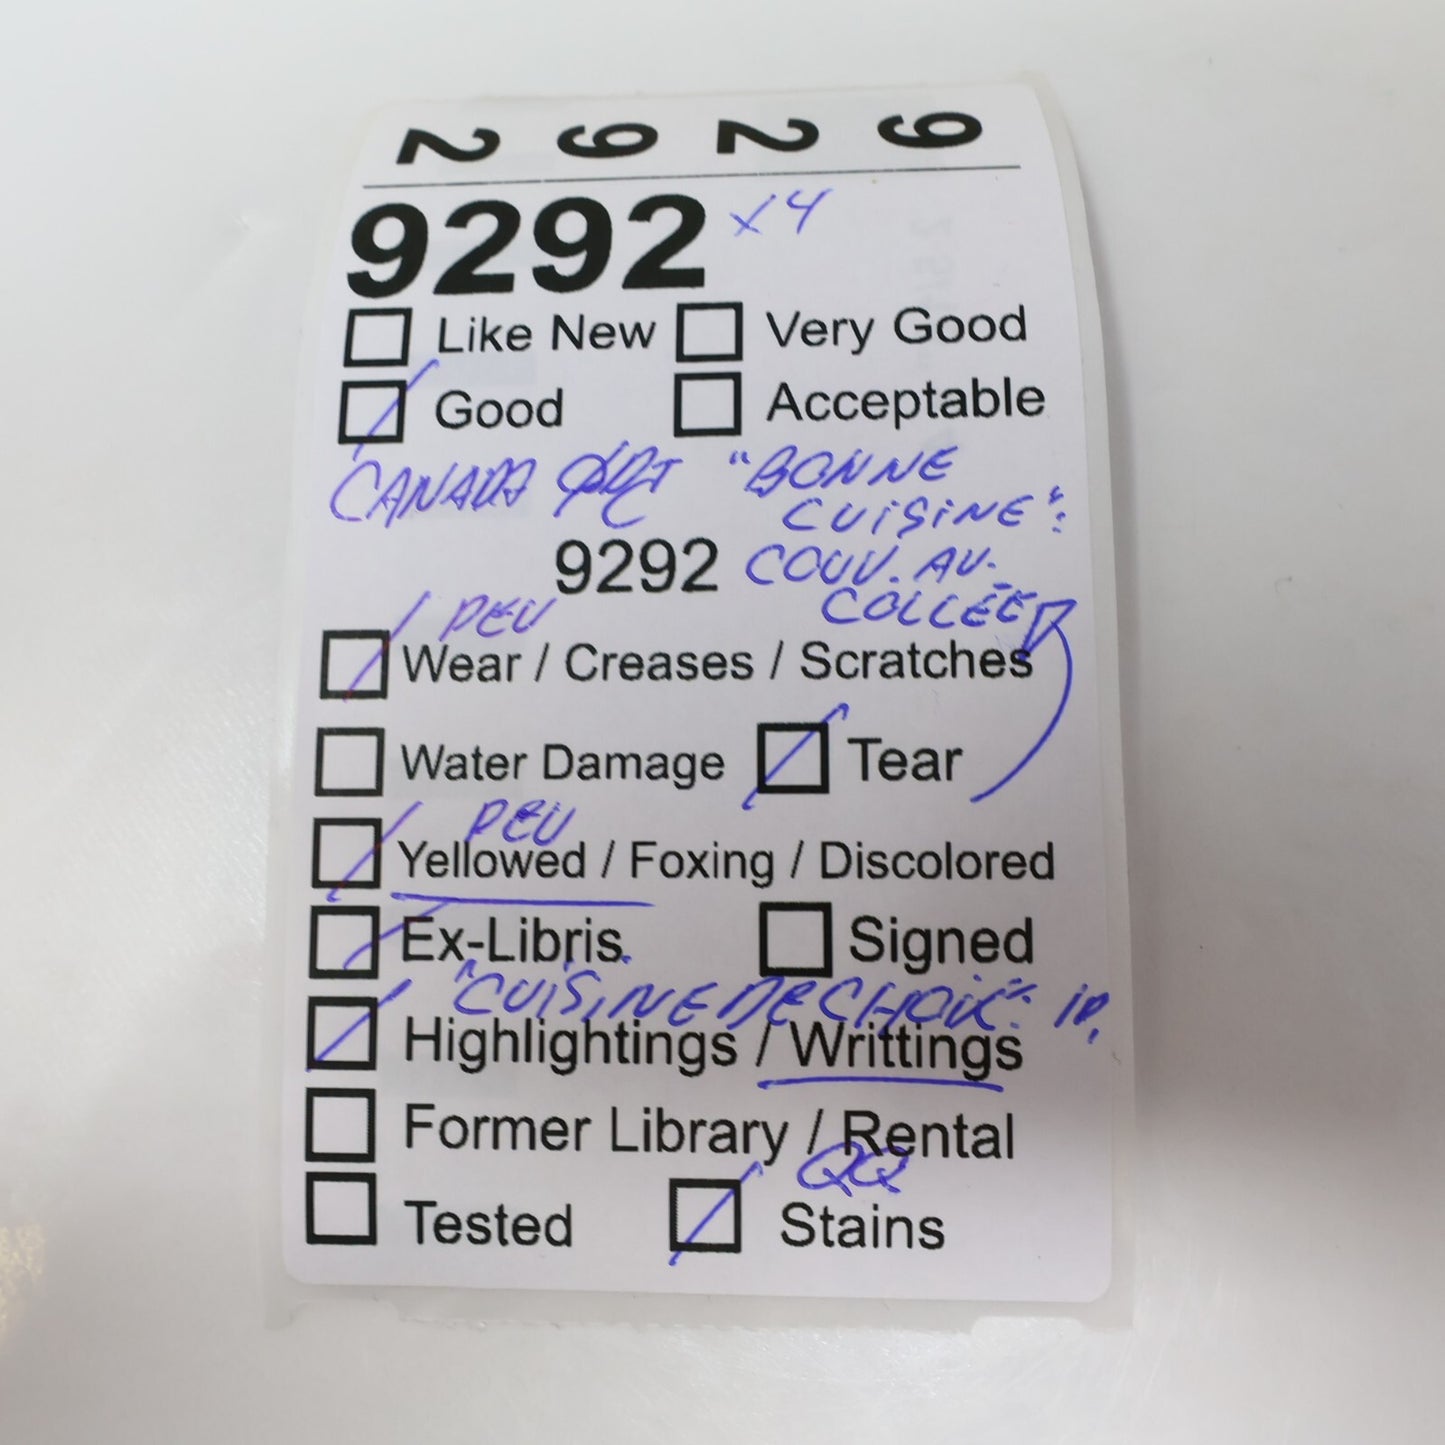 9292
9292 x4
Like New Very Good
Good Acceptable
CANADA "BONNE
CUISINE":
9292 COUV. AV.
COLLÉE
PEU
Wear / Creases / Scratches
Water Damage Tear
PEU
Yellowed / Foxing / Discolored
Ex-Libris Signed
"CUISINE DE CHOIX": 1P.
Highlightings / Writtings
Former Library / Rental
QQ
Tested Stains